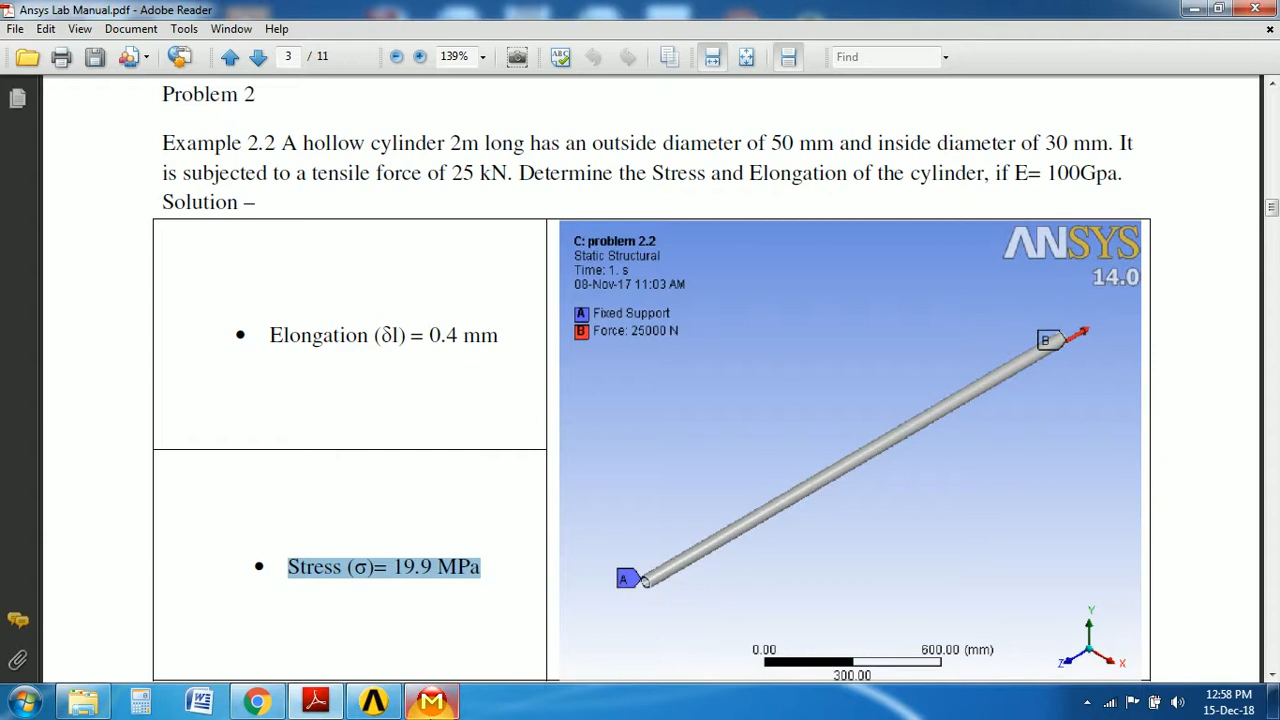 Ansys Lab Manual.pdf - Adobe Reader
File Edit View Document Tools Window Help
3 / 11 139% Find
Problem 2
Example 2.2 A hollow cylinder 2m long has an outside diameter of 50 mm and inside diameter of 30 mm. It
is subjected to a tensile force of 25 kN. Determine the Stress and Elongation of the cylinder, if E= 100Gpa.
Solution –
• Elongation (δl) = 0.4 mm
• Stress (σ)= 19.9 MPa
C: problem 2.2
Static Structural
Time: 1. s
08-Nov-17 11:03 AM
A Fixed Support
B Force: 25000 N
ANSYS
14.0
B
A
0.00 600.00 (mm)
300.00
Y
Z X
12:58 PM
15-Dec-18